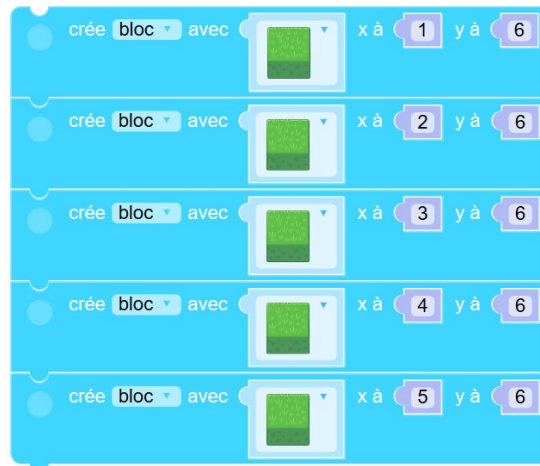 crée bloc avec x à 1 y à 6
crée bloc avec x à 2 y à 6
crée bloc avec x à 3 y à 6
crée bloc avec x à 4 y à 6
crée bloc avec x à 5 y à 6